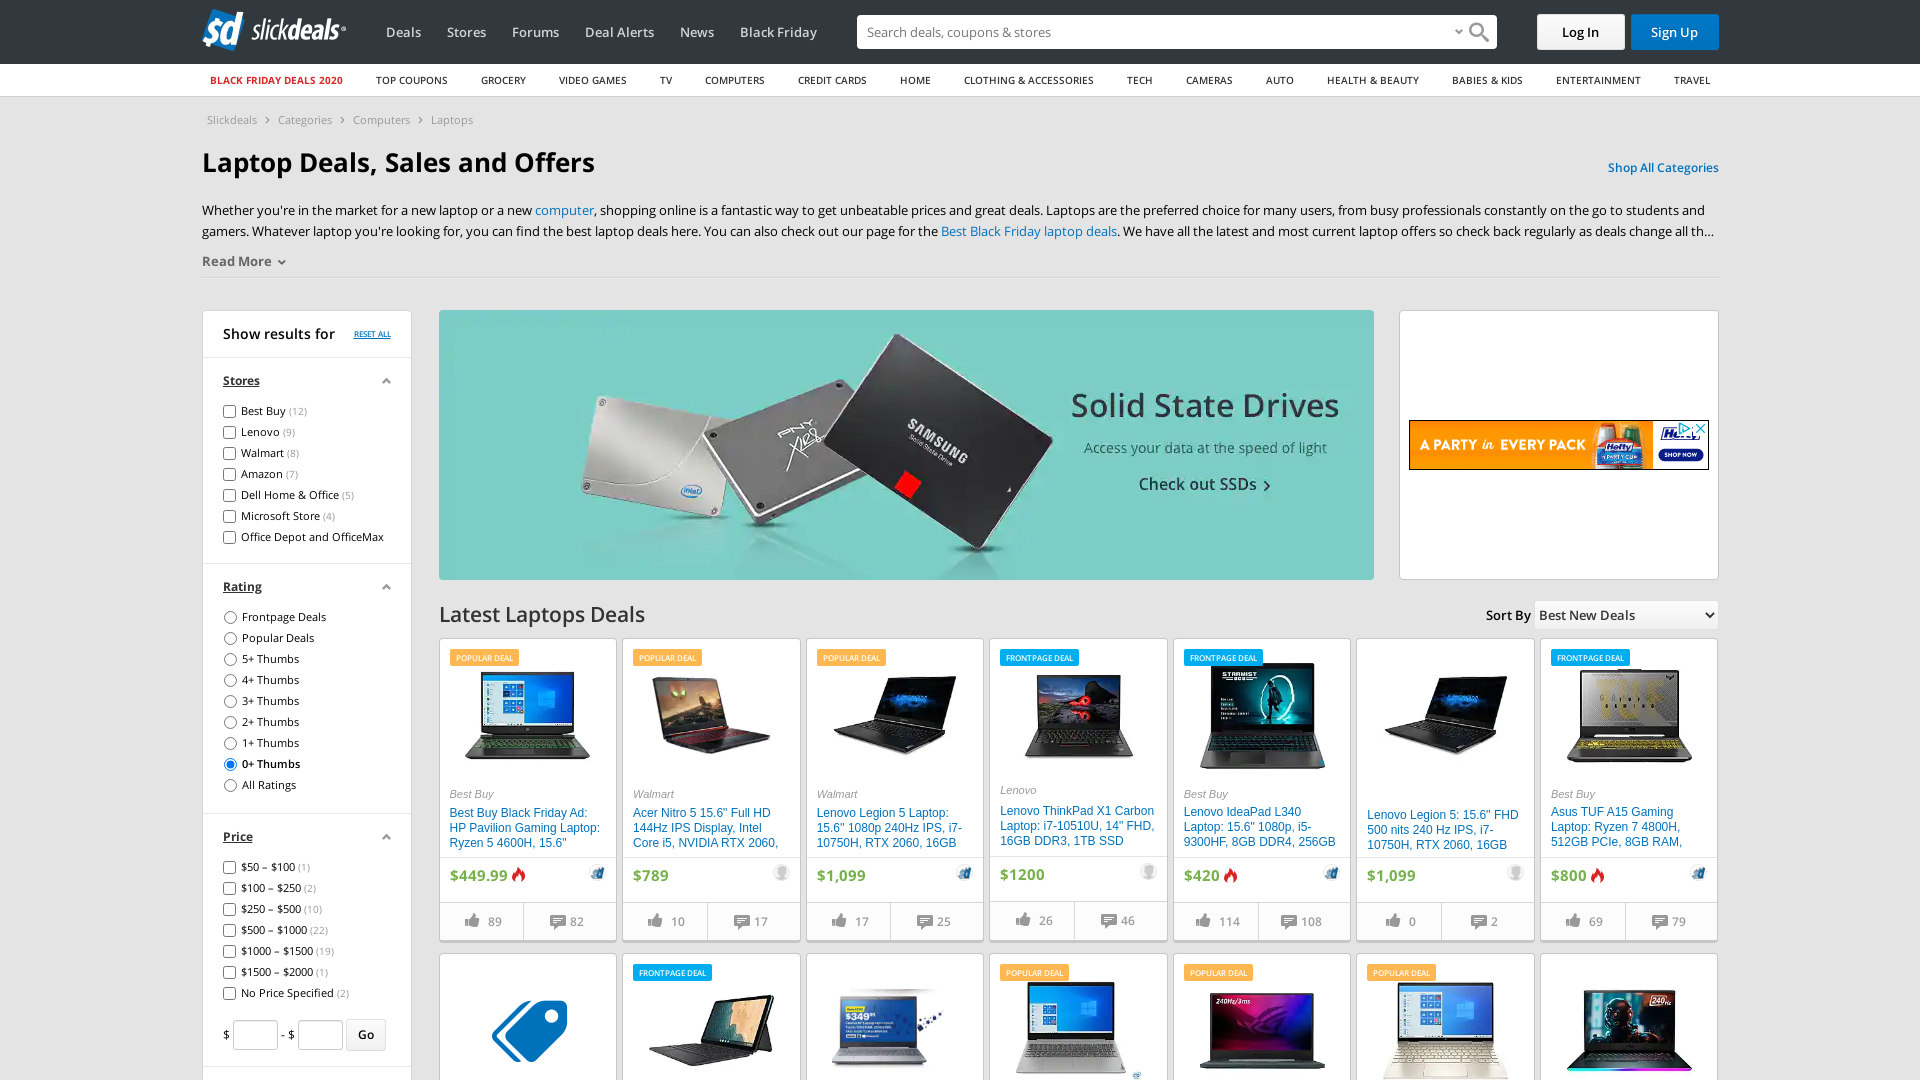 sd slickdeals
Deals
Stores
Forums
Deal Alerts
News
Black Friday
Search deals, coupons & stores
Log In
Sign Up
BLACK FRIDAY DEALS 2020
TOP COUPONS
GROCERY
VIDEO GAMES
TV
COMPUTERS
CREDIT CARDS
HOME
CLOTHING & ACCESSORIES
TECH
CAMERAS
AUTO
HEALTH & BEAUTY
BABIES & KIDS
ENTERTAINMENT
TRAVEL
Slickdeals > Categories > Computers > Laptops
Laptop Deals, Sales and Offers
Shop All Categories
Whether you're in the market for a new laptop or a new computer, shopping online is a fantastic way to get unbeatable prices and great deals. Laptops are the preferred choice for many users, from busy professionals constantly on the go to students and
gamers. Whatever laptop you're looking for, you can find the best laptop deals here. You can also check out our page for the Best Black Friday laptop deals. We have all the latest and most current laptop offers so check back regularly as deals change all th...
Read More
Show results for
RESET ALL
Stores
Best Buy (12)
Lenovo (9)
Walmart (8)
Amazon (7)
Dell Home & Office (5)
Microsoft Store (4)
Office Depot and OfficeMax
Rating
Frontpage Deals
Popular Deals
5+ Thumbs
4+ Thumbs
3+ Thumbs
2+ Thumbs
1+ Thumbs
0+ Thumbs
All Ratings
Price
$50 – $100 (1)
$100 – $250 (2)
$250 – $500 (10)
$500 – $1000 (22)
$1000 – $1500 (19)
$1500 – $2000 (1)
No Price Specified (2)
$ - $ Go
intel
PNY
XLR8
SAMSUNG
Solid State Drive
Solid State Drives
Access your data at the speed of light
Check out SSDs
A PARTY in EVERY PACK
Hefty
PARTY CUPS
Hefty
SHOP NOW
Latest Laptops Deals
Sort By Best New Deals
POPULAR DEAL
Best Buy
Best Buy Black Friday Ad:
HP Pavilion Gaming Laptop:
Ryzen 5 4600H, 15.6"
$449.99
89
82
POPULAR DEAL
Walmart
Acer Nitro 5 15.6" Full HD
144Hz IPS Display, Intel
Core i5, NVIDIA RTX 2060,
$789
10
17
POPULAR DEAL
Walmart
Lenovo Legion 5 Laptop:
15.6" 1080p 240Hz IPS, i7-
10750H, RTX 2060, 16GB
$1,099
17
25
FRONTPAGE DEAL
Lenovo
Lenovo ThinkPad X1 Carbon
Laptop: i7-10510U, 14" FHD,
16GB DDR3, 1TB SSD
$1200
26
46
FRONTPAGE DEAL
Best Buy
Lenovo IdeaPad L340
Laptop: 15.6" 1080p, i5-
9300HF, 8GB DDR4, 256GB
$420
114
108
Lenovo Legion 5: 15.6" FHD
500 nits 240 Hz IPS, i7-
10750H, RTX 2060, 16GB
$1,099
0
2
FRONTPAGE DEAL
GAMING
Best Buy
Asus TUF A15 Gaming
Laptop: Ryzen 7 4800H,
512GB PCIe, 8GB RAM,
$800
69
79
FRONTPAGE DEAL
$349
POPULAR DEAL
POPULAR DEAL
240Hz/3ms
POPULAR DEAL
240Hz